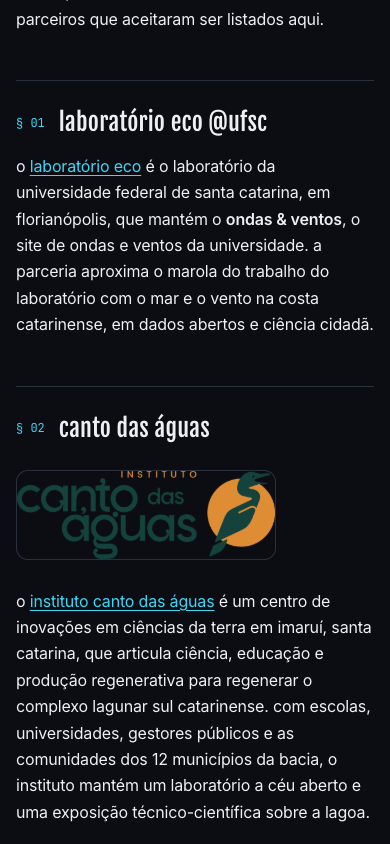 parceiros que aceitaram ser listados aqui.
§ 01 laboratório eco @ufsc
o laboratório eco é o laboratório da
universidade federal de santa catarina, em
florianópolis, que mantém o ondas & ventos, o
site de ondas e ventos da universidade. a
parceria aproxima o marola do trabalho do
laboratório com o mar e o vento na costa
catarinense, em dados abertos e ciência cidadã.
§ 02 canto das águas
INSTITUTO
canto das
águas
o instituto canto das águas é um centro de
inovações em ciências da terra em imaruí, santa
catarina, que articula ciência, educação e
produção regenerativa para regenerar o
complexo lagunar sul catarinense. com escolas,
universidades, gestores públicos e as
comunidades dos 12 municípios da bacia, o
instituto mantém um laboratório a céu aberto e
uma exposição técnico-científica sobre a lagoa.